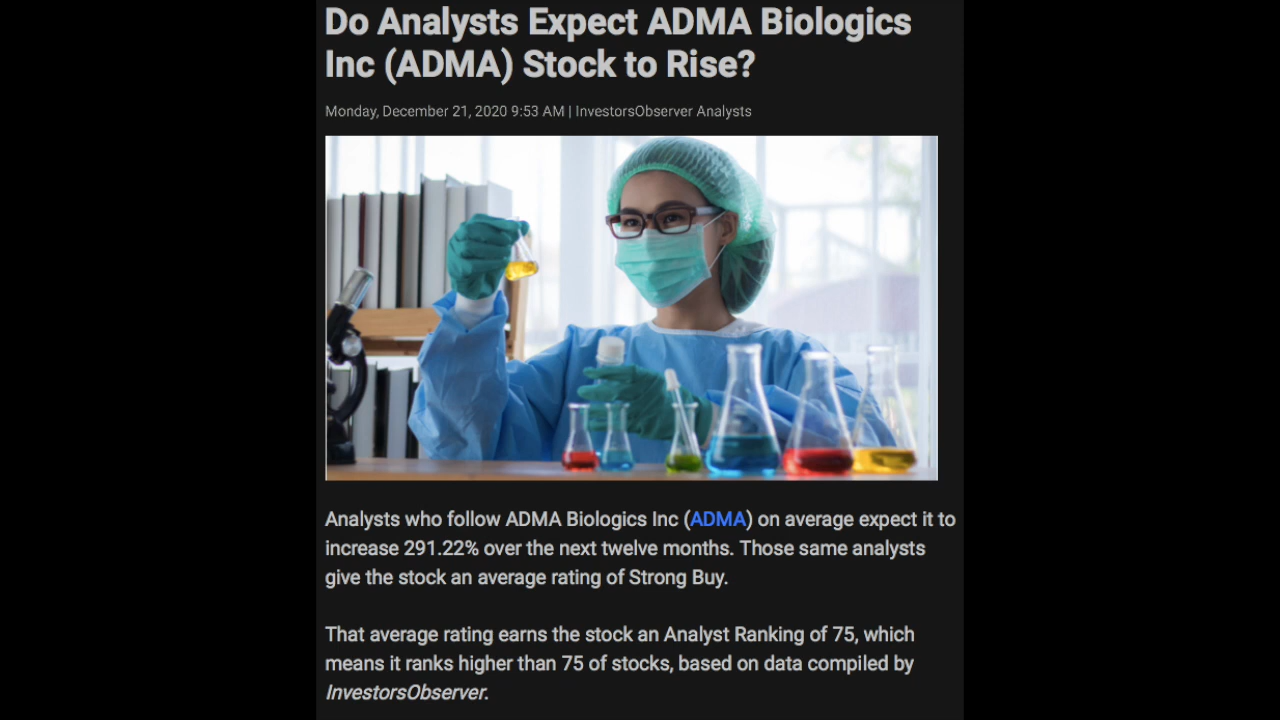 Do Analysts Expect ADMA Biologics
Inc (ADMA) Stock to Rise?
Monday, December 21, 2020 9:53 AM | InvestorsObserver Analysts
Analysts who follow ADMA Biologics Inc (ADMA) on average expect it to
increase 291.22% over the next twelve months. Those same analysts
give the stock an average rating of Strong Buy.
That average rating earns the stock an Analyst Ranking of 75, which
means it ranks higher than 75 of stocks, based on data compiled by
InvestorsObserver.